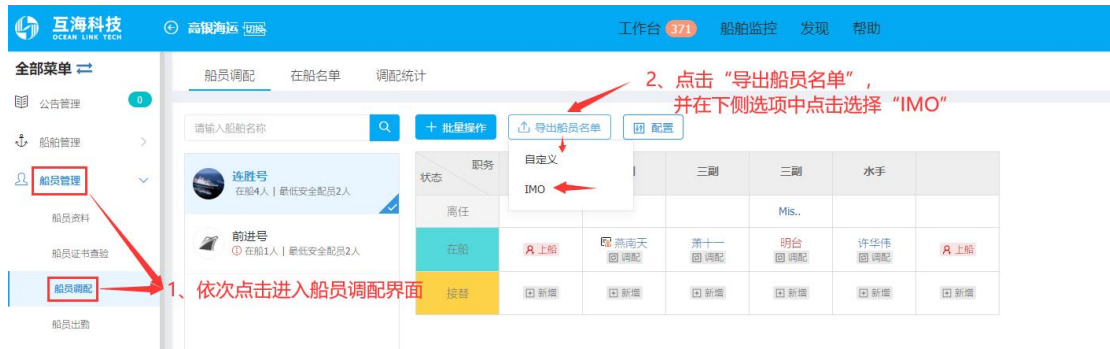 互海科技
OCEAN LINK TECH
高银海运 切换
工作台 371 船舶监控 发现 帮助
全部菜单
公告管理 0
船舶管理
船员管理
船员资料
船员证书查验
船员调配
船员出勤
船员调配 在船名单 调配统计
2、点击“导出船员名单”,
并在下侧选项中点击选择“IMO”
请输入船舶名称
批量操作 导出船员名单 配置
自定义
IMO
连胜号
在船4人 | 最低安全配员2人
前进号
在船1人 | 最低安全配员2人
1、依次点击进入船员调配界面
职务
状态
三副 三副 水手
离任 Mis..
在船 上船 燕南天 萧十一 明台 许华伟 上船
调配 调配 调配 调配
接替 新增 新增 新增 新增 新增